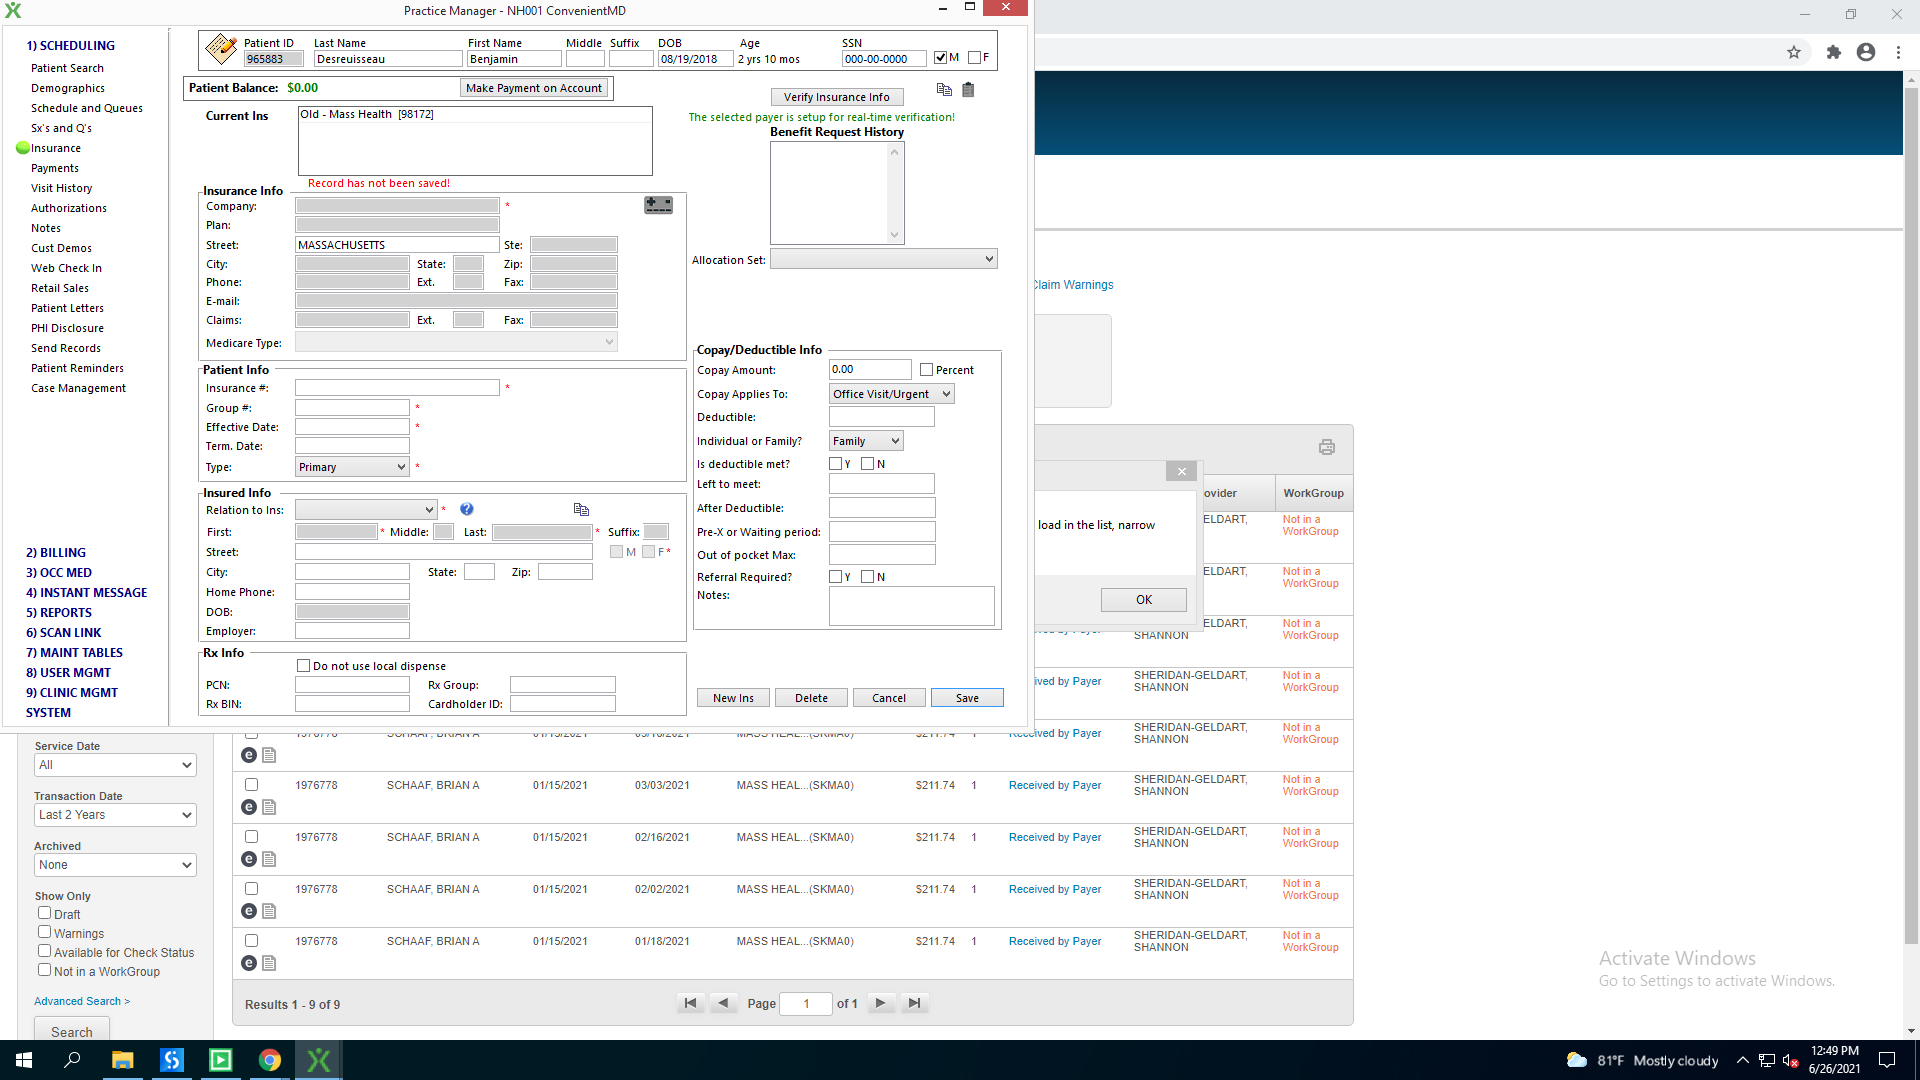 Practice Manager - NH001 ConvenientMD
1) SCHEDULING
Patient Search
Demographics
Schedule and Queues
Sx's and Q's
Insurance
Payments
Visit History
Authorizations
Notes
Cust Demos
Web Check In
Retail Sales
Patient Letters
PHI Disclosure
Send Records
Patient Reminders
Case Management
2) BILLING
3) OCC MED
4) INSTANT MESSAGE
5) REPORTS
6) SCAN LINK
7) MAINT TABLES
8) USER MGMT
9) CLINIC MGMT
SYSTEM
Patient ID Last Name First Name Middle Suffix DOB Age SSN
965883 Desreuisseau Benjamin 08/19/2018 2 yrs 10 mos 000-00-0000 M F
Patient Balance: $0.00 Make Payment on Account
Current Ins Old - Mass Health [98172]
Record has not been saved!
Verify Insurance Info
The selected payer is setup for real-time verification!
Benefit Request History
Allocation Set:
Insurance Info
Company: *
Plan:
Street: MASSACHUSETTS Ste:
City: State: Zip:
Phone: Ext. Fax:
E-mail:
Claims: Ext. Fax:
Medicare Type:
Patient Info
Insurance #: *
Group #: *
Effective Date: *
Term. Date:
Type: Primary *
Insured Info
Relation to Ins: * ?
First: * Middle: Last: * Suffix:
Street: M F *
City: State: Zip:
Home Phone:
DOB:
Employer:
Rx Info
Do not use local dispense
PCN: Rx Group:
Rx BIN: Cardholder ID:
Copay/Deductible Info
Copay Amount: 0.00 Percent
Copay Applies To: Office Visit/Urgent
Deductible:
Individual or Family? Family
Is deductible met? Y N
Left to meet:
After Deductible:
Pre-X or Waiting period:
Out of pocket Max:
Referral Required? Y N
Notes:
New Ins Delete Cancel Save
Claim Warnings
ovider WorkGroup
load in the list, narrow
OK
ELDART, Not in a
WorkGroup
ELDART, Not in a
WorkGroup
ELDART, Not in a
SHANNON WorkGroup
ived by Payer SHERIDAN-GELDART, Not in a
SHANNON WorkGroup
1976778 SCHAAF, BRIAN A 01/15/2021 MASS HEAL...(SKMA0) $211.74 1 Received by Payer SHERIDAN-GELDART, Not in a
SHANNON WorkGroup
1976778 SCHAAF, BRIAN A 01/15/2021 03/03/2021 MASS HEAL...(SKMA0) $211.74 1 Received by Payer SHERIDAN-GELDART, Not in a
SHANNON WorkGroup
1976778 SCHAAF, BRIAN A 01/15/2021 02/16/2021 MASS HEAL...(SKMA0) $211.74 1 Received by Payer SHERIDAN-GELDART, Not in a
SHANNON WorkGroup
1976778 SCHAAF, BRIAN A 01/15/2021 02/02/2021 MASS HEAL...(SKMA0) $211.74 1 Received by Payer SHERIDAN-GELDART, Not in a
SHANNON WorkGroup
1976778 SCHAAF, BRIAN A 01/15/2021 01/18/2021 MASS HEAL...(SKMA0) $211.74 1 Received by Payer SHERIDAN-GELDART, Not in a
SHANNON WorkGroup
Results 1 - 9 of 9 Page 1 of 1
Service Date
All
Transaction Date
Last 2 Years
Archived
None
Show Only
Draft
Warnings
Available for Check Status
Not in a WorkGroup
Advanced Search >
Search
Activate Windows
Go to Settings to activate Windows.
81°F Mostly cloudy
12:49 PM
6/26/2021